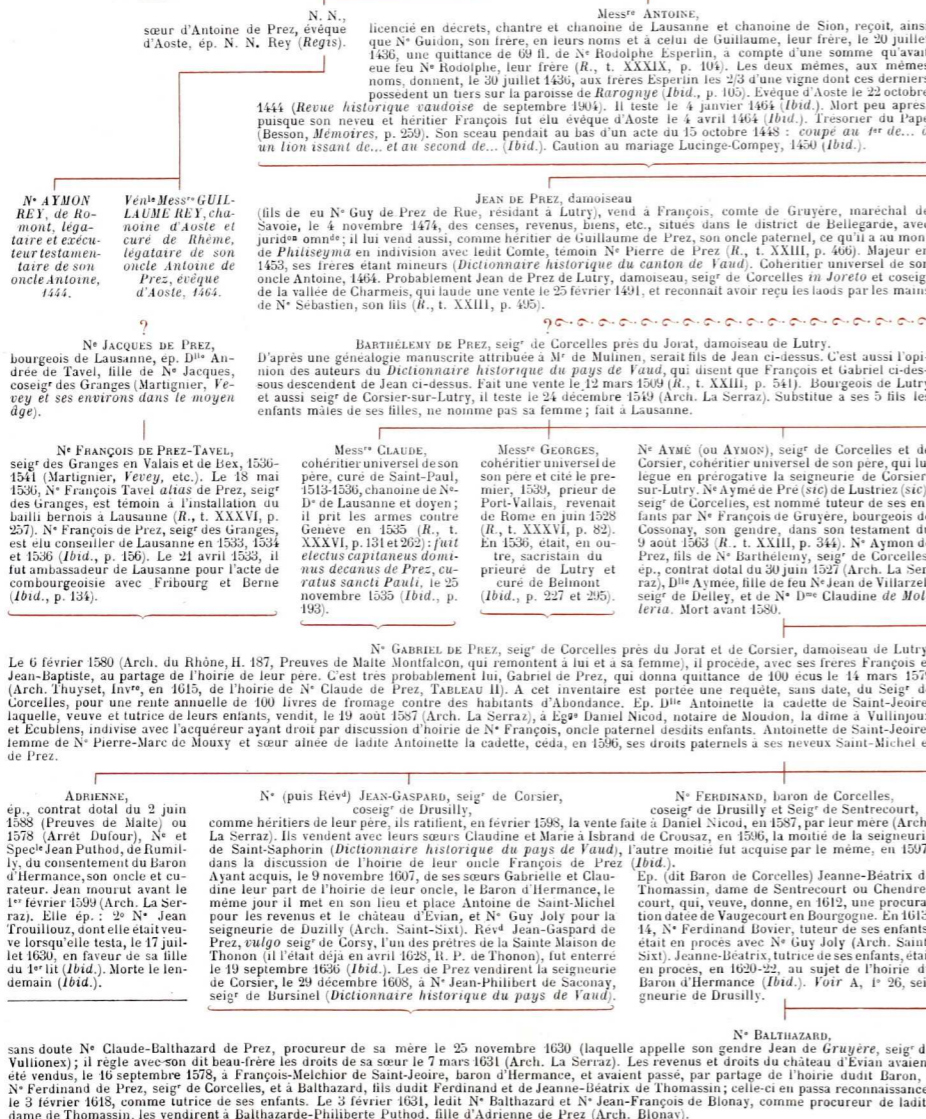 N. N.,
sœur d'Antoine de Prez, évêque
d'Aoste, ép. N. N. Rey (Regis).
Messre ANTOINE,
licencié en décrets, chantre et chanoine de Lausanne et chanoine de Sion, reçoit, ains
que Ne Guidon, son frère, en leurs noms et à celui de Guillaume, leur frère, le 20 juillet
1436, une quittance de 69 fl. de Ne Rodolphe Esperlin, à compte d'une somme qu'avait
eue feu Ne Rodolphe, leur frère (R., t. XXXIX, p. 104). Les deux mêmes, aux mêmes
noms, donnent, le 30 juillet 1436, aux frères Esperlin les 2/3 d'une vigne dont ces derniers
possèdent un tiers sur la paroisse de Rarognye (Ibid., p. 105). Evêque d'Aoste le 22 octobre
1444 (Revue historique vaudoise de septembre 1904). Il teste le 4 janvier 1464 (Ibid.). Mort peu après,
puisque son neveu et héritier François fut élu évêque d'Aoste le 4 avril 1464 (Ibid.). Trésorier du Pape
(Besson, Mémoires, p. 259). Son sceau pendait au bas d'un acte du 15 octobre 1448 : coupé au 1er de... à
un lion issant de... et au second de... (Ibid.). Caution au mariage Lucinge-Compey, 1450 (Ibid.).
Ne AYMON
REY, de Ro-
mont, léga-
taire et exécu-
teur testamen-
taire de son
oncle Antoine,
1444.
Vénle Messre GUIL-
LAUME REY, cha-
noine d'Aoste et
curé de Rhême,
légataire de son
oncle Antoine de
Prez, évêque
d'Aoste, 1464.
JEAN DE PREZ, damoiseau
(fils de eu Ne Guy de Prez de Rue, résidant à Lutry), vend à François, comte de Gruyère, maréchal de
Savoie, le 4 novembre 1474, des censes, revenus, biens, etc., situés dans le district de Bellegarde, avec
juridon omnde; il lui vend aussi, comme héritier de Guillaume de Prez, son oncle paternel, ce qu'il a au mont
de Philiseyma en indivision avec ledit Comte, témoin Ne Pierre de Prez (R., t. XXIII, p. 466). Majeur en
1453, ses frères étant mineurs (Dictionnaire historique du canton de Vaud). Cohéritier universel de son
oncle Antoine, 1464. Probablement Jean de Prez de Lutry, damoiseau, seigr de Corcelles in Joreto et coseigr
de la vallée de Charmeis, qui laude une vente le 25 février 1491, et reconnaît avoir reçu les laods par les mains
de Ne Sébastien, son fils (R., t. XXIII, p. 495).
?
Ne JACQUES DE PREZ,
bourgeois de Lausanne, ép. Dlle An-
drée de Tavel, fille de Ne Jacques,
coseigr des Granges (Martignier, Ve-
vey et ses environs dans le moyen
âge).
?
BARTHÉLEMY DE PREZ, seigr de Corcelles près du Jorat, damoiseau de Lutry.
D'après une généalogie manuscrite attribuée à Mr de Mulinen, serait fils de Jean ci-dessus. C'est aussi l'opi-
nion des auteurs du Dictionnaire historique du pays de Vaud, qui disent que François et Gabriel ci-des-
sous descendent de Jean ci-dessus. Fait une vente le 12 mars 1509 (R., t. XXIII, p. 541). Bourgeois de Lutry
et aussi seigr de Corsier-sur-Lutry, il teste le 24 décembre 1549 (Arch. La Serraz). Substitue à ses 5 fils les
enfants mâles de ses filles, ne nomme pas sa femme; fait à Lausanne.
Ne FRANÇOIS DE PREZ-TAVEL,
seigr des Granges en Valais et de Bex, 1536-
1541 (Martignier, Vevey, etc.). Le 18 mai
1536, Ne François Tavel alias de Prez, seigr
des Granges, est témoin à l'installation du
bailli bernois à Lausanne (R., t. XXXVI, p.
257). Ne François de Prez, seigr des Granges,
est élu conseiller de Lausanne en 1533, 1534
et 1536 (Ibid., p. 156). Le 21 avril 1533, il
fut ambassadeur de Lausanne pour l'acte de
combourgeoisie avec Fribourg et Berne
(Ibid., p. 134).
Messre CLAUDE,
cohéritier universel de son
père, curé de Saint-Paul,
1513-1536, chanoine de Ne-
De de Lausanne et doyen;
il prit les armes contre
Genève en 1535 (R., t.
XXXVI, p. 131 et 262): fuit
electus capitaneus domi-
nus decanus de Prez, cu-
ratus sancti Pauli, le 25
novembre 1535 (Ibid., p.
193).
Messre GEORGES,
cohéritier universel de
son père et cité le pre-
mier, 1539, prieur de
Port-Vallais, revenait
de Rome en juin 1528
(R., t. XXXVI, p. 82).
En 1536, était, en ou-
tre, sacristain du
prieuré de Lutry et
curé de Belmont
(Ibid., p. 227 et 295).
Ne AYMÉ (ou AYMON), seigr de Corcelles et de
Corsier, cohéritier universel de son père, qui lui
lègue en prérogative la seigneurie de Corsier-
sur-Lutry. Ne Aymé de Pré (sic) de Lustriez (sic),
seigr de Corcelles, est nommé tuteur de ses en-
fants par Ne François de Gruyère, bourgeois de
Cossonay, son gendre, dans son testament du
9 août 1563 (R. t. XXIII, p. 344). Ne Aymon de
Prez, fils de Ne Barthélemy, seigr de Corcelles,
ép., contrat dotal du 30 juin 1527 (Arch. La Ser-
raz), Dlle Aymée, fille de feu Ne Jean de Villarzel,
seigr de Delley, et de Ne Dme Claudine de Mol-
leria. Mort avant 1580.
Ne GABRIEL DE PREZ, seigr de Corcelles près du Jorat et de Corsier, damoiseau de Lutry.
Le 6 février 1580 (Arch. du Rhône, H. 187, Preuves de Malte Montfalcon, qui remontent à lui et à sa femme), il procède, avec ses frères François et
Jean-Baptiste, au partage de l'hoirie de leur père. C'est très probablement lui, Gabriel de Prez, qui donna quittance de 100 écus le 14 mars 157
(Arch. Thuyset, Invre, en 1615, de l'hoirie de Ne Claude de Prez, TABLEAU II). A cet inventaire est portée une requête, sans date, du Seigr de
Corcelles, pour une rente annuelle de 100 livres de fromage contre des habitants d'Abondance. Ep. Dlle Antoinette la cadette de Saint-Jeoire,
laquelle, veuve et tutrice de leurs enfants, vendit, le 19 août 1587 (Arch. La Serraz), à Egge Daniel Nicod, notaire de Moudon, la dîme à Vullinjoux
et Ecublens, indivise avec l'acquéreur ayant droit par discussion d'hoirie de Ne François, oncle paternel desdits enfants. Antoinette de Saint-Jeoire,
femme de Ne Pierre-Marc de Mouxy et sœur aînée de ladite Antoinette la cadette, céda, en 1596, ses droits paternels à ses neveux Saint-Michel et
de Prez.
ADRIENNE,
ép., contrat dotal du 2 juin
1588 (Preuves de Malte) ou
1578 (Arrêt Dufour), Ne et
Specle Jean Puthod, de Rumil-
ly, du consentement du Baron
d'Hermance, son oncle et cu-
rateur. Jean mourut avant le
1er février 1599 (Arch. La Ser-
raz). Elle ép. : 2o Ne Jean
Trouillouz, dont elle était veu-
ve lorsqu'elle testa, le 17 juil-
let 1630, en faveur de sa fille
du 1er lit (Ibid.). Morte le len-
demain (Ibid.).
Ne (puis Révd) JEAN-GASPARD, seigr de Corsier,
coseigr de Drusilly,
comme héritiers de leur père, ils ratifient, en février 1598, la vente faite à Daniel Nicod, en 1587, par leur mère (Arch.
La Serraz). Ils vendent avec leurs sœurs Claudine et Marie à Isbrand de Crousaz, en 1596, la moitié de la seigneurie
de Saint-Saphorin (Dictionnaire historique du pays de Vaud), l'autre moitié fut acquise par le même, en 1597,
dans la discussion de l'hoirie de leur oncle François de Prez (Ibid.).
Ayant acquis, le 9 novembre 1607, de ses sœurs Gabrielle et Clau-
dine leur part de l'hoirie de leur oncle, le Baron d'Hermance, le
même jour il met en son lieu et place Antoine de Saint-Michel
pour les revenus et le château d'Evian, et Ne Guy Joly pour la
seigneurie de Duzilly (Arch. Saint-Sixt). Révd Jean-Gaspard de
Prez, vulgo seigr de Corsy, l'un des prêtres de la Sainte Maison de
Thonon (il l'était déjà en avril 1628, R. P. de Thonon), fut enterré
le 19 septembre 1636 (Ibid.). Les de Prez vendirent la seigneurie
de Corsier, le 29 décembre 1608, à Ne Jean-Philibert de Saconay,
seigr de Bursinel (Dictionnaire historique du pays de Vaud).
Ne FERDINAND, baron de Corcelles,
coseigr de Drusilly et Seigr de Sentrecourt,
Ep. (dit Baron de Corcelles) Jeanne-Béatrix de
Thomassin, dame de Sentrecourt ou Chendre-
court, qui, veuve, donne, en 1612, une procura-
tion datée de Vaugecourt en Bourgogne. En 1613-
14, Ne Ferdinand Bovier, tuteur de ses enfants,
était en procès avec Ne Guy Joly (Arch. Saint-
Sixt). Jeanne-Béatrix, tutrice de ses enfants, était
en procès, en 1620-22, au sujet de l'hoirie du
Baron d'Hermance (Ibid.). Voir A, 1o 26, sei-
gneurie de Drusilly.
Ne BALTHAZARD,
sans doute Ne Claude-Balthazard de Prez, procureur de sa mère le 25 novembre 1630 (laquelle appelle son gendre Jean de Gruyère, seigr d
Vullionex); il règle avec son dit beau-frère les droits de sa sœur le 7 mars 1631 (Arch. La Serraz). Les revenus et droits du château d'Evian avaient
été vendus, le 16 septembre 1578, à François-Melchior de Saint-Jeoire, baron d'Hermance, et avaient passé, par partage de l'hoirie dudit Baron, à
Ne Ferdinand de Prez, seigr de Corcelles, et à Balthazard, fils dudit Ferdinand et de Jeanne-Béatrix de Thomassin; celle-ci en passa reconnaissance,
le 3 février 1618, comme tutrice de ses enfants. Le 3 février 1631, ledit Ne Balthazard et Ne Jean-François de Blonay, comme procureur de ladite
dame de Thomassin, les vendirent à Balthazarde-Philiberte Puthod, fille d'Adrienne de Prez (Arch. Blonay).